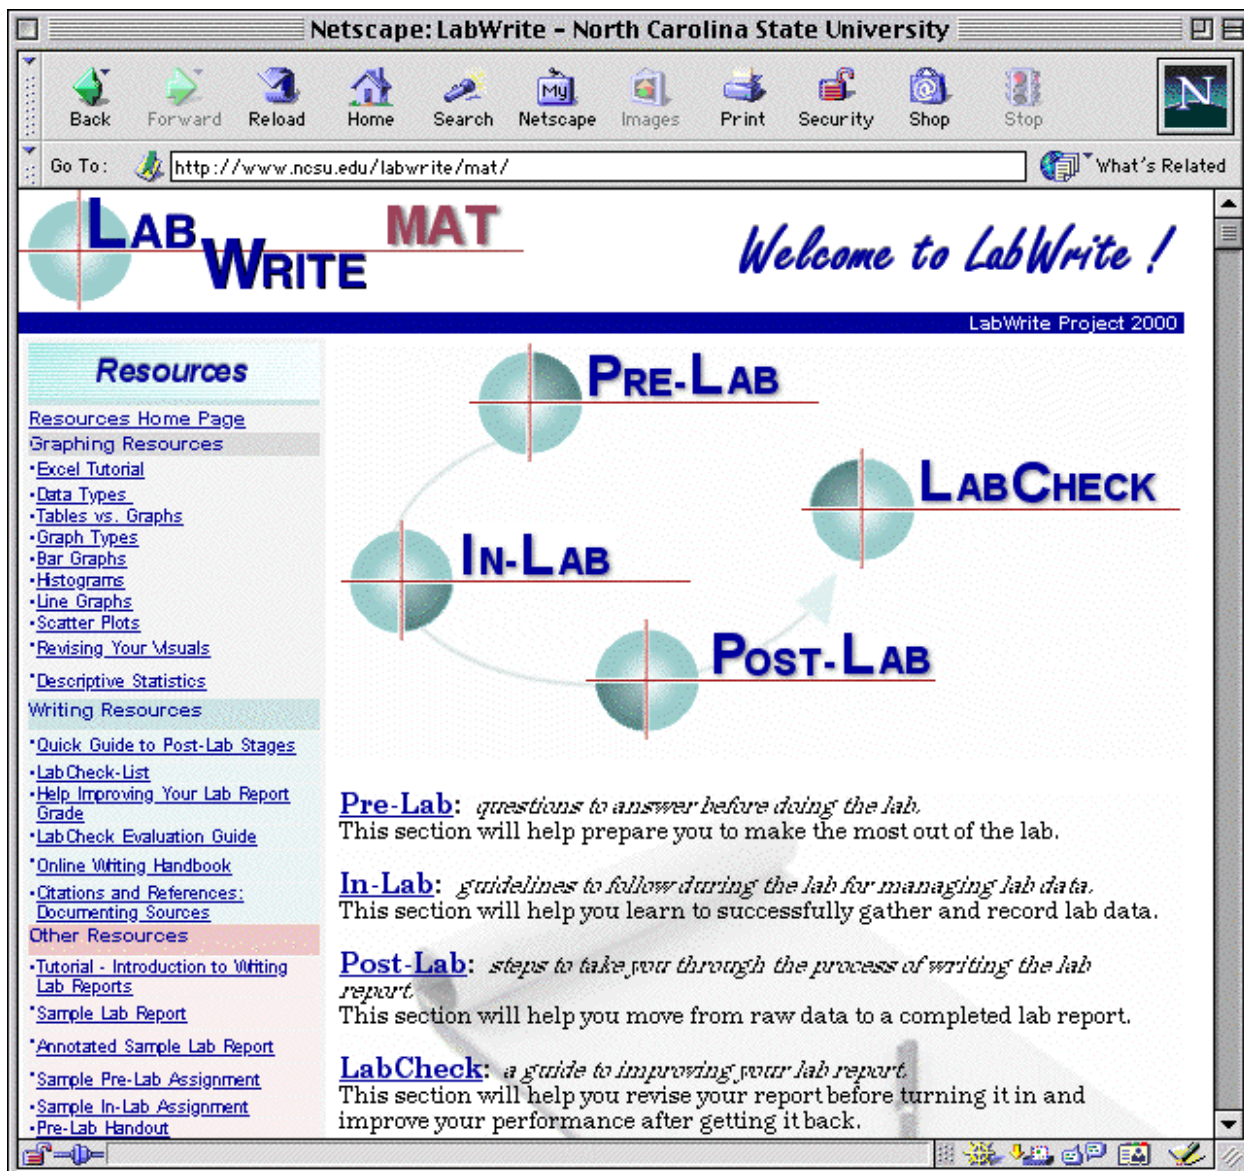 Netscape: LabWrite - North Carolina State University
Back
Forward
Reload
Home
Search
My
Netscape
Images
Print
Security
Shop
Stop
N
Go To:
http://www.ncsu.edu/labwrite/mat/
What's Related
LAB WRITE MAT
Welcome to LabWrite !
LabWrite Project 2000
Resources
Resources Home Page
Graphing Resources
•Excel Tutorial
•Data Types
•Tables vs. Graphs
•Graph Types
•Bar Graphs
•Histograms
•Line Graphs
•Scatter Plots
•Revising Your Visuals
•Descriptive Statistics
Writing Resources
•Quick Guide to Post-Lab Stages
•LabCheck-List
•Help Improving Your Lab Report
Grade
•LabCheck Evaluation Guide
•Online Writing Handbook
•Citations and References:
Documenting Sources
Other Resources
•Tutorial - Introduction to Writing
Lab Reports
•Sample Lab Report
•Annotated Sample Lab Report
•Sample Pre-Lab Assignment
•Sample In-Lab Assignment
•Pre-Lab Handout
PRE-LAB
LABCHECK
IN-LAB
POST-LAB
Pre-Lab: questions to answer before doing the lab.
This section will help prepare you to make the most out of the lab.
In-Lab: guidelines to follow during the lab for managing lab data.
This section will help you learn to successfully gather and record lab data.
Post-Lab: steps to take you through the process of writing the lab
report.
This section will help you move from raw data to a completed lab report.
LabCheck: a guide to improving your lab report.
This section will help you revise your report before turning it in and
improve your performance after getting it back.